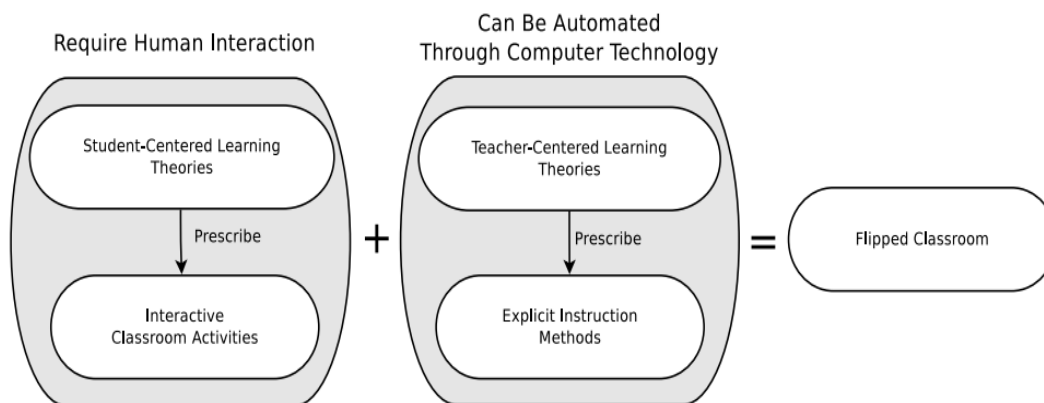 Require Human Interaction
Can Be Automated
Through Computer Technology
Student-Centered Learning
Theories
Prescribe
Interactive
Classroom Activities
+
Teacher-Centered Learning
Theories
Prescribe
Explicit Instruction
Methods
=
Flipped Classroom